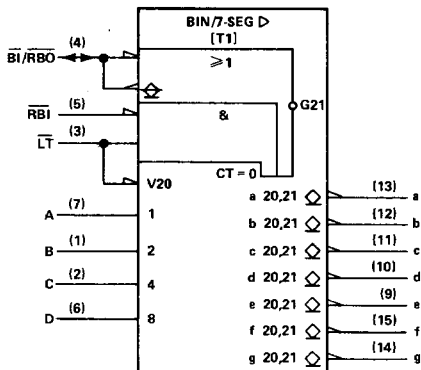 BIN/7-SEG ▷
[T1]
(4)
BI/RBO
≥1
G21
(5)
RBI
&
(3)
LT
CT = 0
V20
(7)
A
1
(1)
B
2
(2)
C
4
(6)
D
8
a 20,21
(13)
a
b 20,21
(12)
b
c 20,21
(11)
c
d 20,21
(10)
d
e 20,21
(9)
e
f 20,21
(15)
f
g 20,21
(14)
g